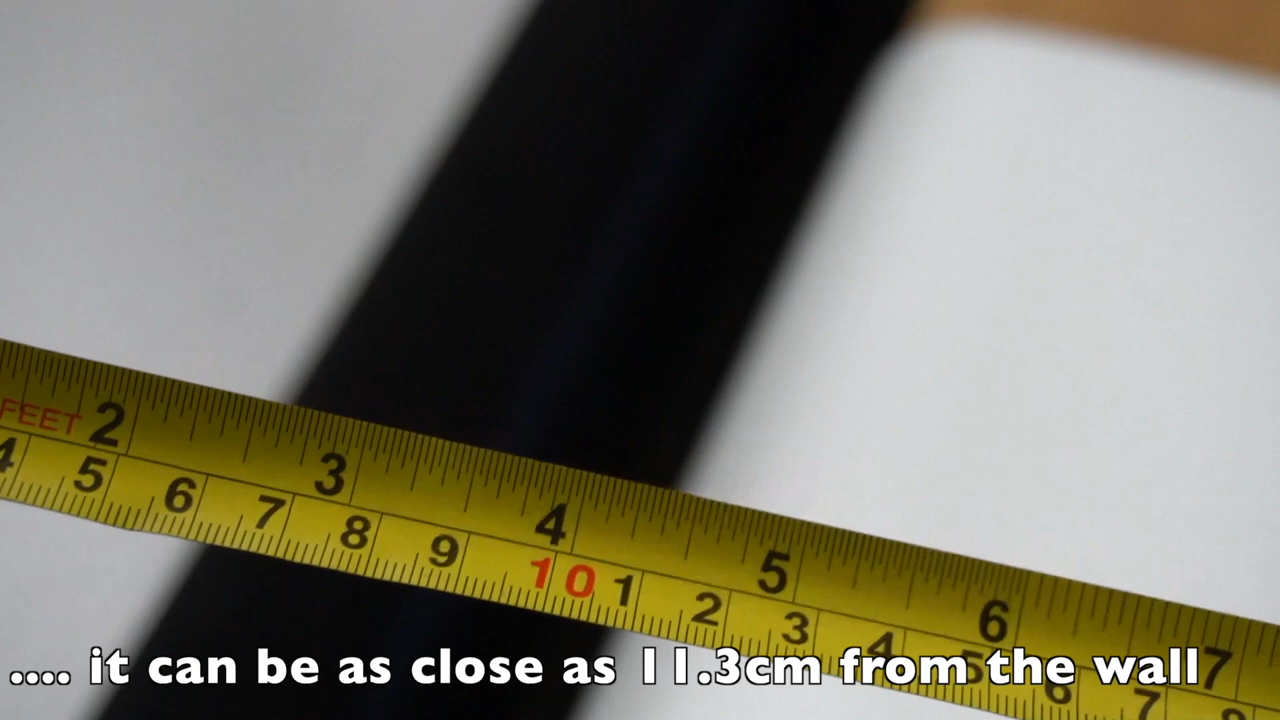 FEET 2 3 4 5 6 7
4 5 6 7 8 9 10 1 2 3 4 5 6 7
.... it can be as close as 11.3cm from the wall